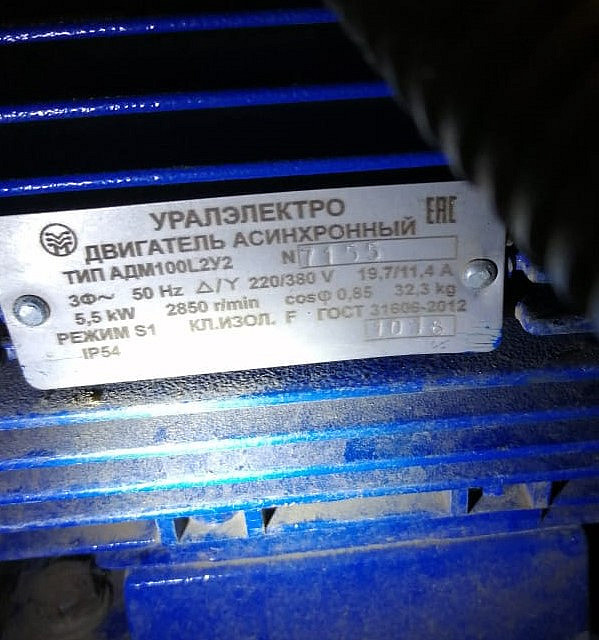 УРАЛЭЛЕКТРО
ДВИГАТЕЛЬ АСИНХРОННЫЙ
ТИП АДМ100L2У2 N 7155
3Ф~ 50 Hz Δ/Y 220/380 V 19,7/11,4 A
5,5 kW 2850 r/min cosφ 0,85 32,3 kg
РЕЖИМ S1 КЛ.ИЗОЛ. F ГОСТ 31606-2012
IP54